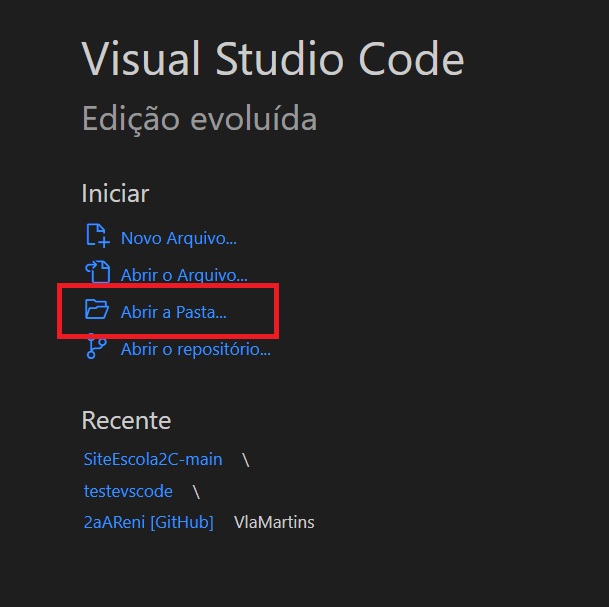 Visual Studio Code
Edição evoluída
Iniciar
Novo Arquivo...
Abrir o Arquivo...
Abrir a Pasta...
Abrir o repositório...
Recente
SiteEscola2C-main \
testevscode \
2aAReni [GitHub] VlaMartins